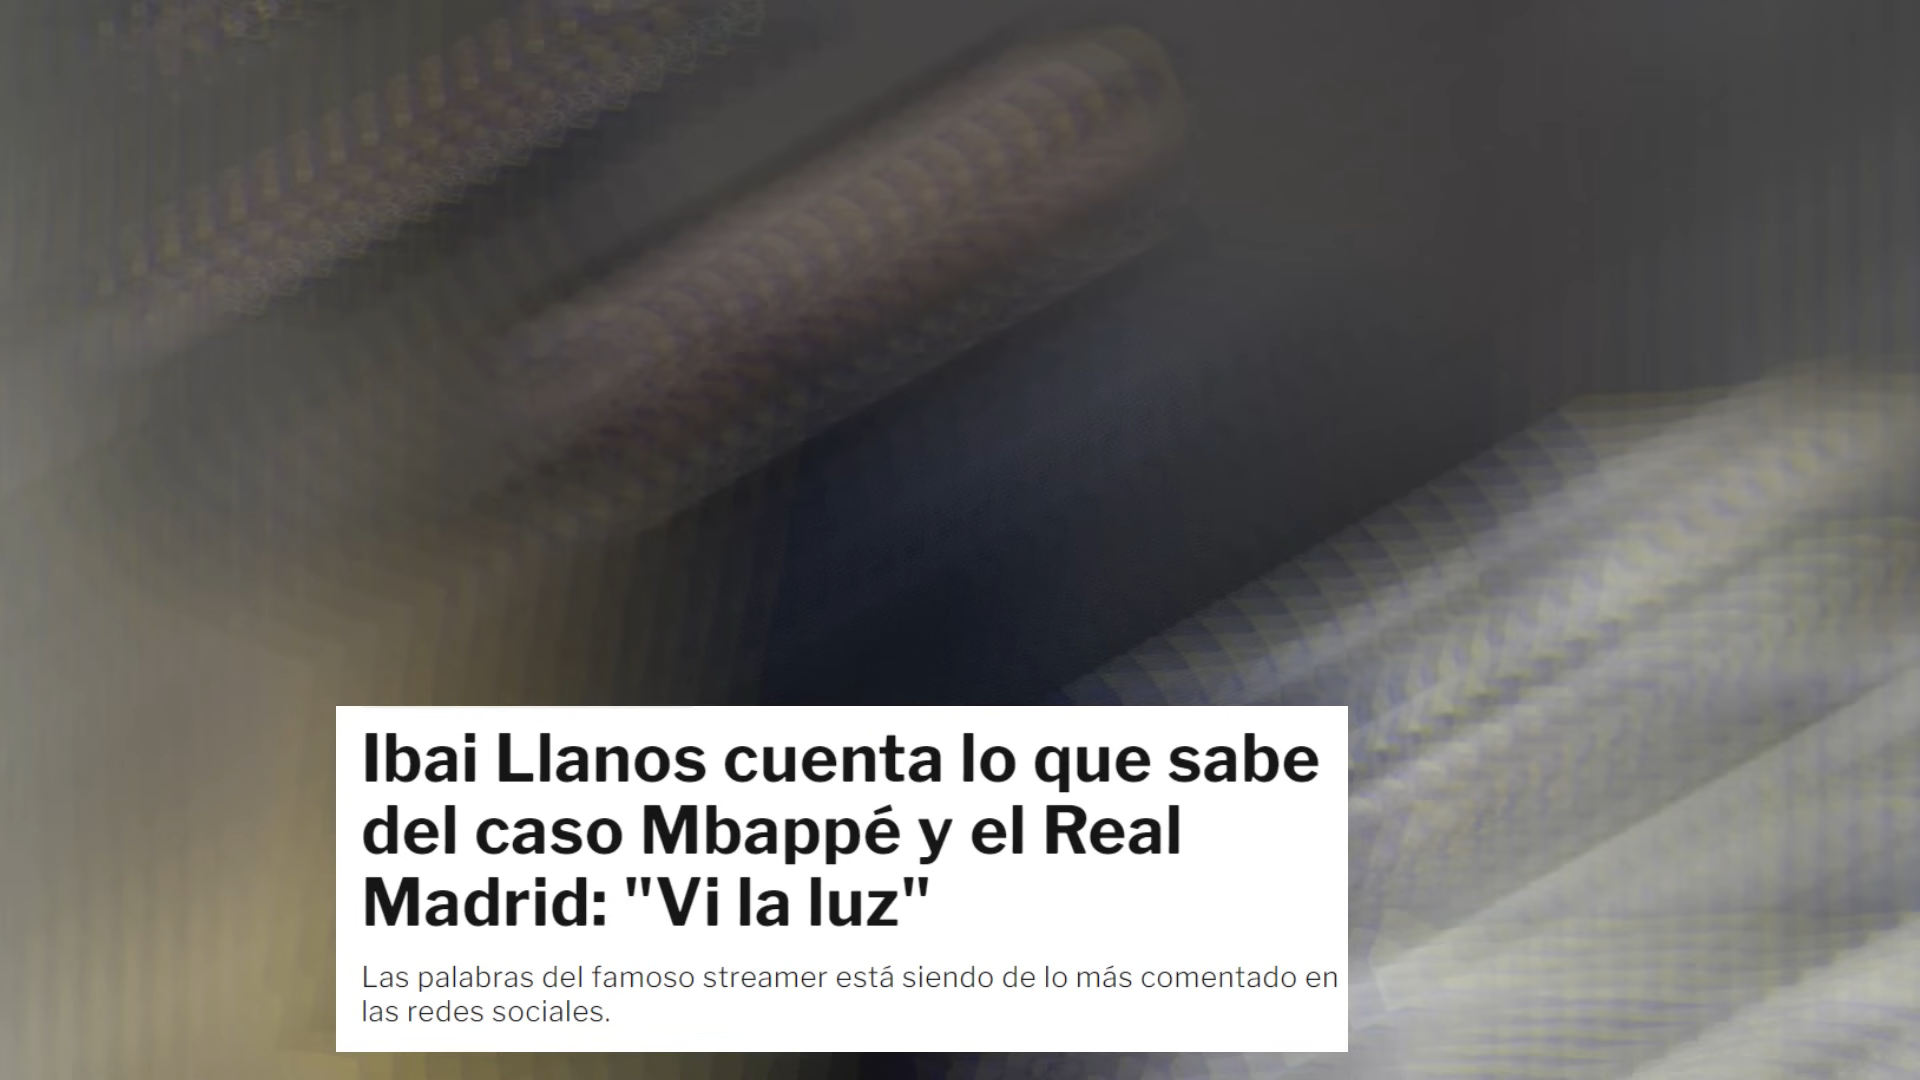 Ibai Llanos cuenta lo que sabe
del caso Mbappé y el Real
Madrid: "Vi la luz"
Las palabras del famoso streamer está siendo de lo más comentado en
las redes sociales.